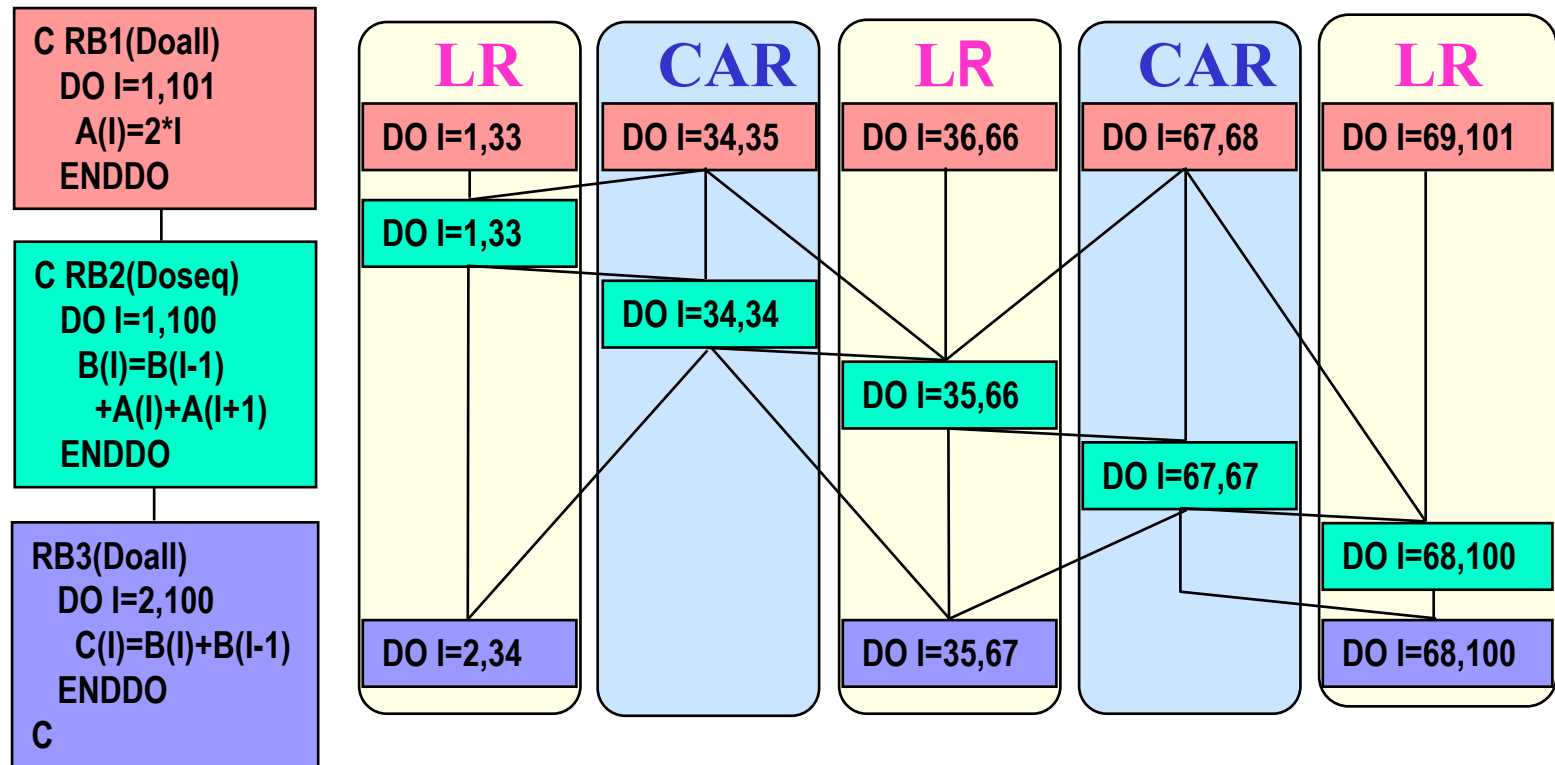 C RB1(Doall)
DO I=1,101
A(I)=2*I
ENDDO
C RB2(Doseq)
DO I=1,100
B(I)=B(I-1)
+A(I)+A(I+1)
ENDDO
RB3(Doall)
DO I=2,100
C(I)=B(I)+B(I-1)
ENDDO
C
LR
CAR
LR
CAR
LR
DO I=1,33
DO I=34,35
DO I=36,66
DO I=67,68
DO I=69,101
DO I=1,33
DO I=34,34
DO I=35,66
DO I=67,67
DO I=68,100
DO I=2,34
DO I=35,67
DO I=68,100